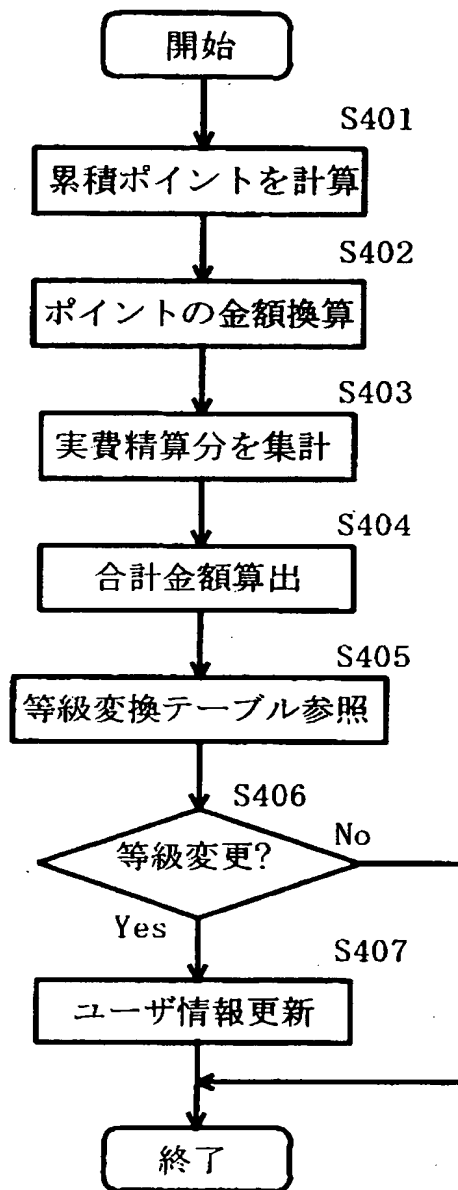 開始
S401
累積ポイントを計算
S402
ポイントの金額換算
S403
実費精算分を集計
S404
合計金額算出
S405
等級変換テーブル参照
S406
等級変更?
No
Yes
S407
ユーザ情報更新
終了